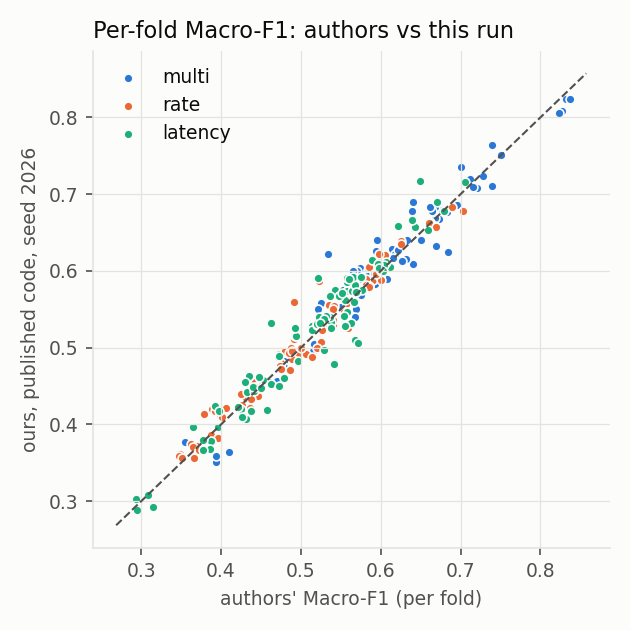 Per-fold Macro-F1: authors vs this run
multi
rate
latency
0.8
0.7
0.6
0.5
0.4
0.3
ours, published code, seed 2026
0.3 0.4 0.5 0.6 0.7 0.8
authors' Macro-F1 (per fold)